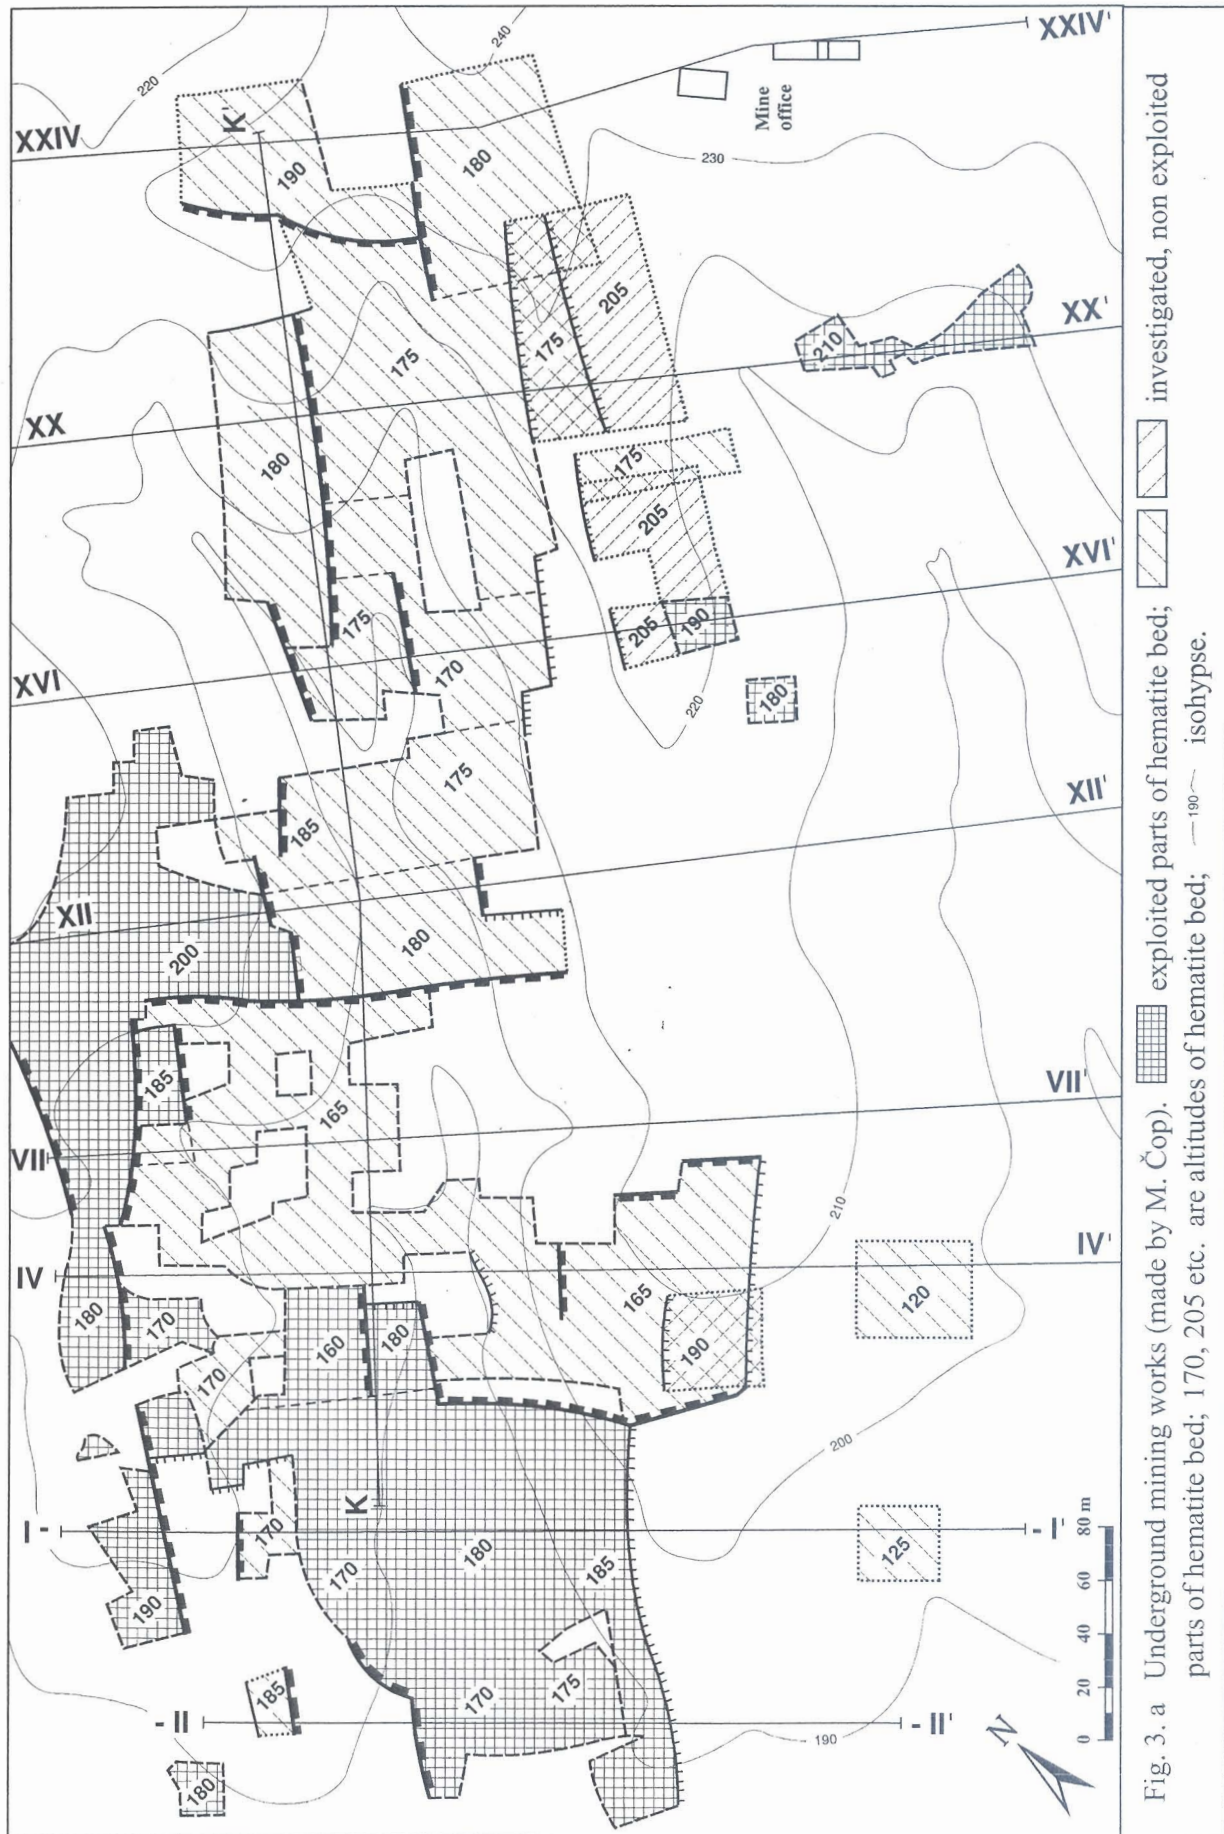 XXIV
XX
XVI
XII
VII
IV
I -
- II
XXIV'
XX'
XVI'
XII'
VII'
IV'
- I'
- II'
K'
K
220
240
230
220
210
200
190
Mine
office
190
180
175
180
175
205
175
205
205
190
180
210
175
170
175
185
180
200
185
165
180
170
170
160
180
165
190
120
125
190
170
170
180
185
185
170
175
180
N
0 20 40 60 80 m
Fig. 3. a Underground mining works (made by M. Čop). exploited parts of hematite bed; investigated, non exploited
parts of hematite bed; 170, 205 etc. are altitudes of hematite bed; —190— isohypse.